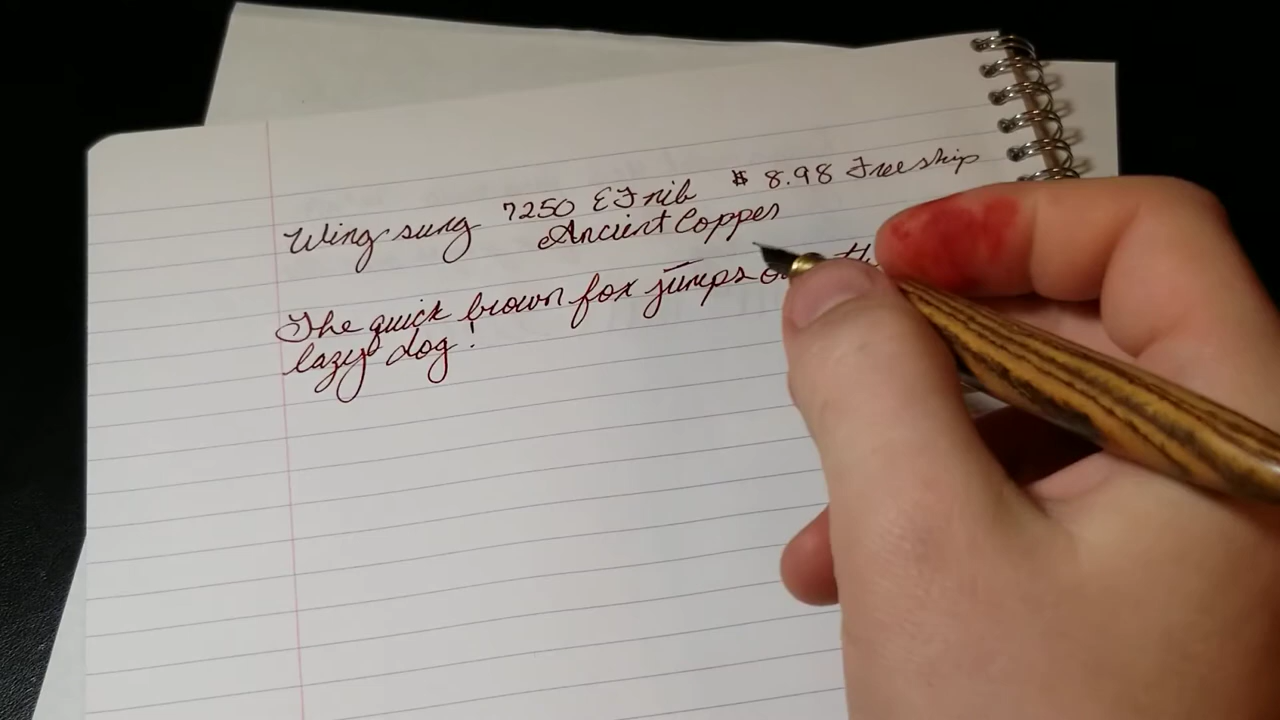 Wing sung 7250 EF nib $ 8.98 Free ship
Ancient Copper
The quick brown fox jumps
lazy dog!